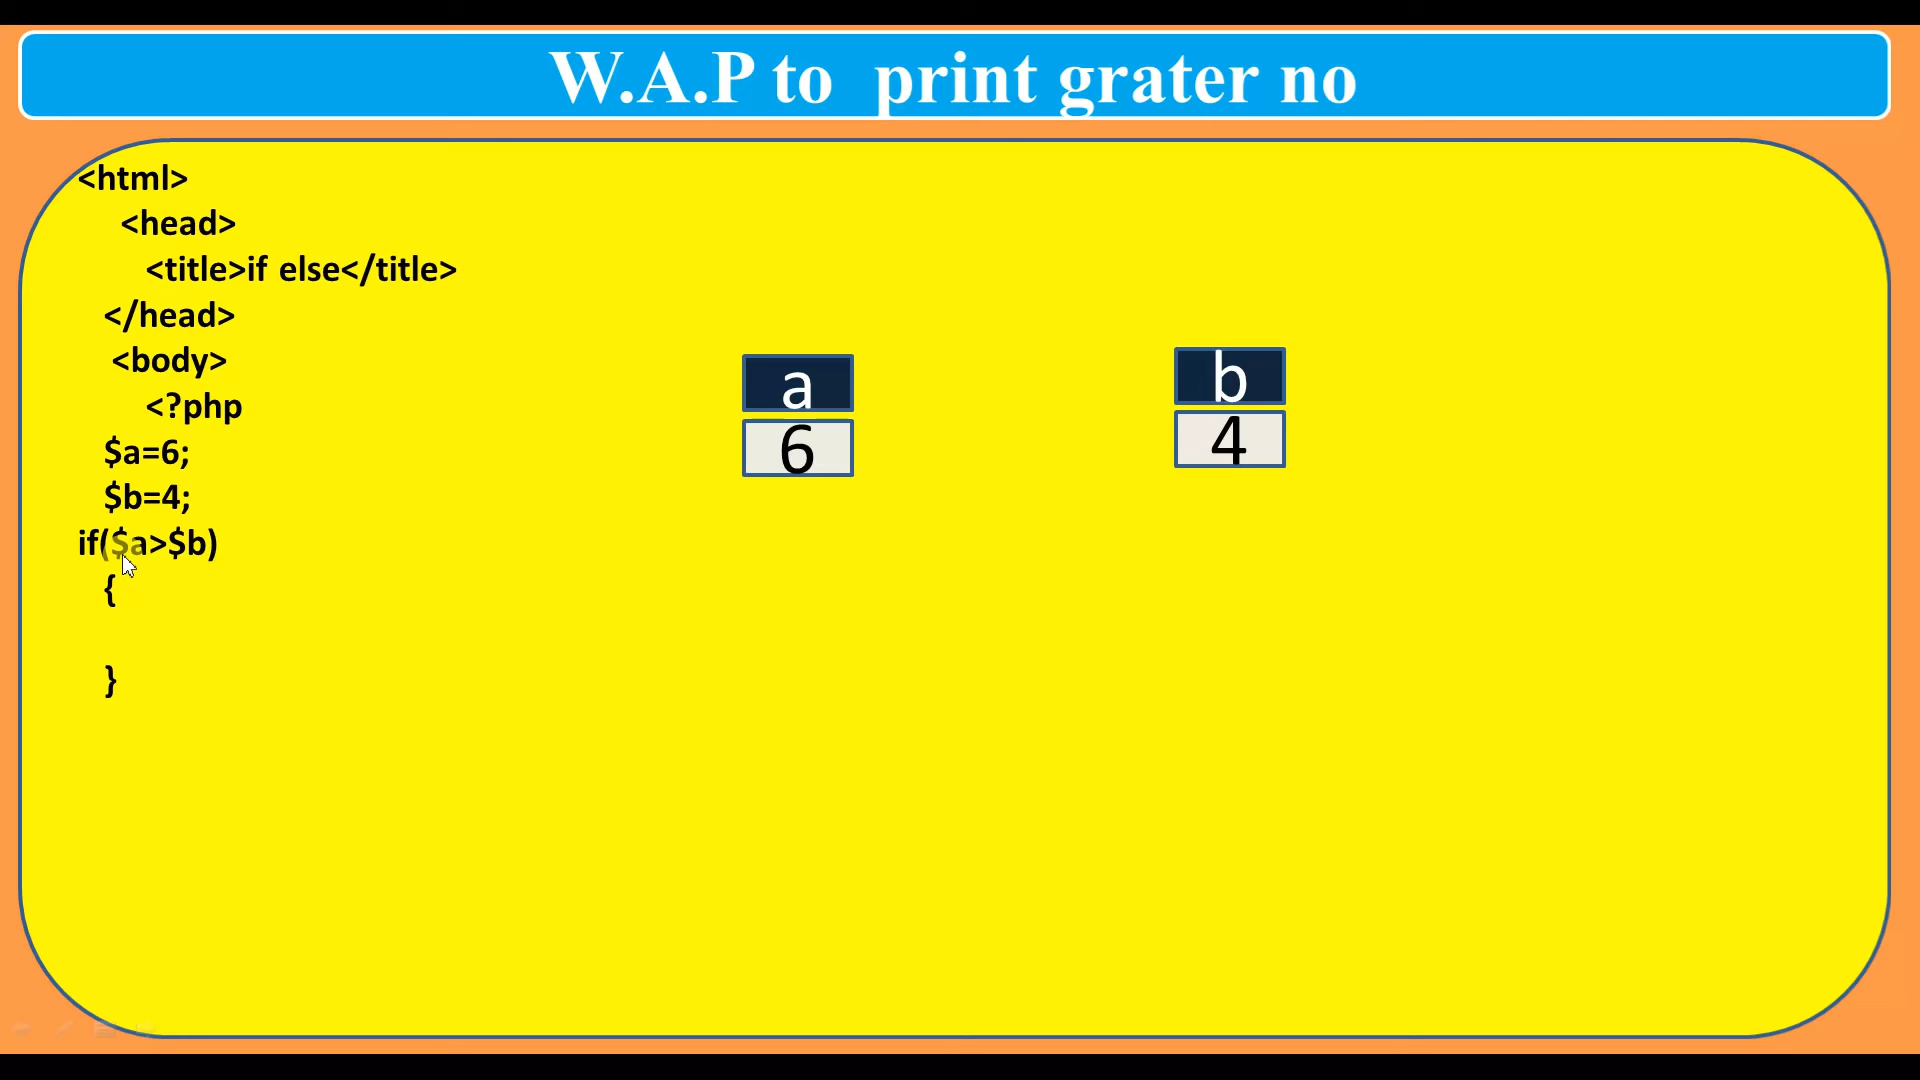 W.A.P to  print grater no
<html>
<head>
<title>if else</title>
</head>
<body>
<?php
$a=6;
$b=4;
if($a>$b)
{
}
a
6
b
4